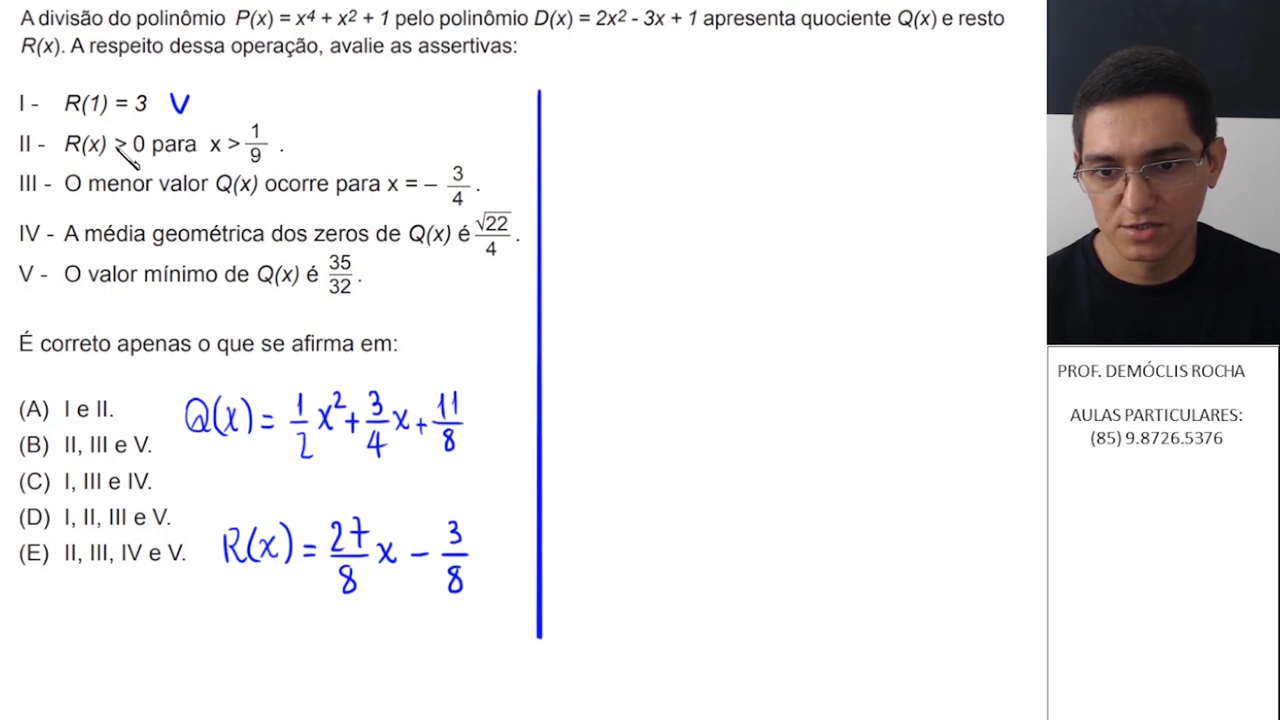 A divisão do polinômio P(x) = x⁴ + x² + 1 pelo polinômio D(x) = 2x² - 3x + 1 apresenta quociente Q(x) e resto
R(x). A respeito dessa operação, avalie as assertivas:
I - R(1) = 3 V
II - R(x) > 0 para x > 1/9 .
III - O menor valor Q(x) ocorre para x = – 3/4 .
IV - A média geométrica dos zeros de Q(x) é √22/4 .
V - O valor mínimo de Q(x) é 35/32 .
É correto apenas o que se afirma em:
(A) I e II.
(B) II, III e V.
(C) I, III e IV.
(D) I, II, III e V.
(E) II, III, IV e V.
Q(x) = 1/2 x² + 3/4 x + 11/8
R(x) = 27/8 x - 3/8
PROF. DEMÓCLIS ROCHA
AULAS PARTICULARES:
(85) 9.8726.5376